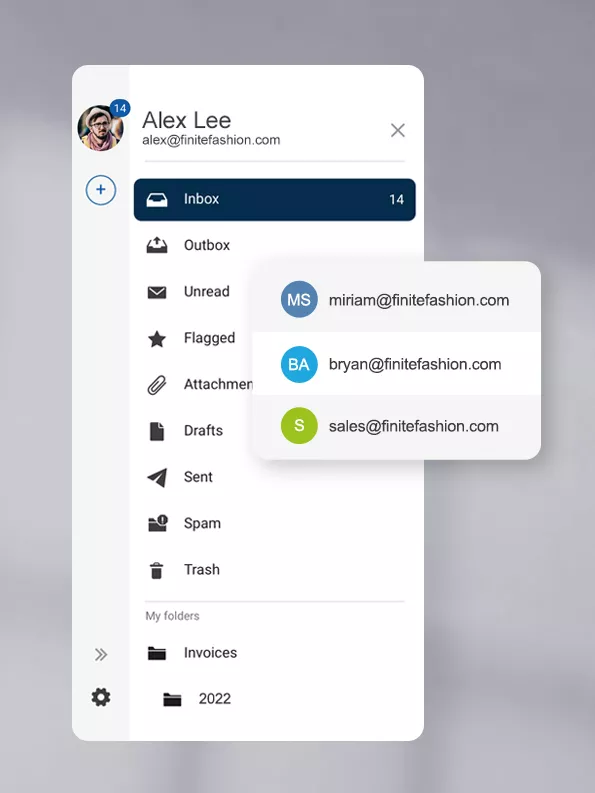 14
Alex Lee
alex@finitefashion.com
Inbox 14
Outbox
Unread
Flagged
Attachmen
Drafts
Sent
Spam
Trash
MS miriam@finitefashion.com
BA bryan@finitefashion.com
S sales@finitefashion.com
My folders
Invoices
2022